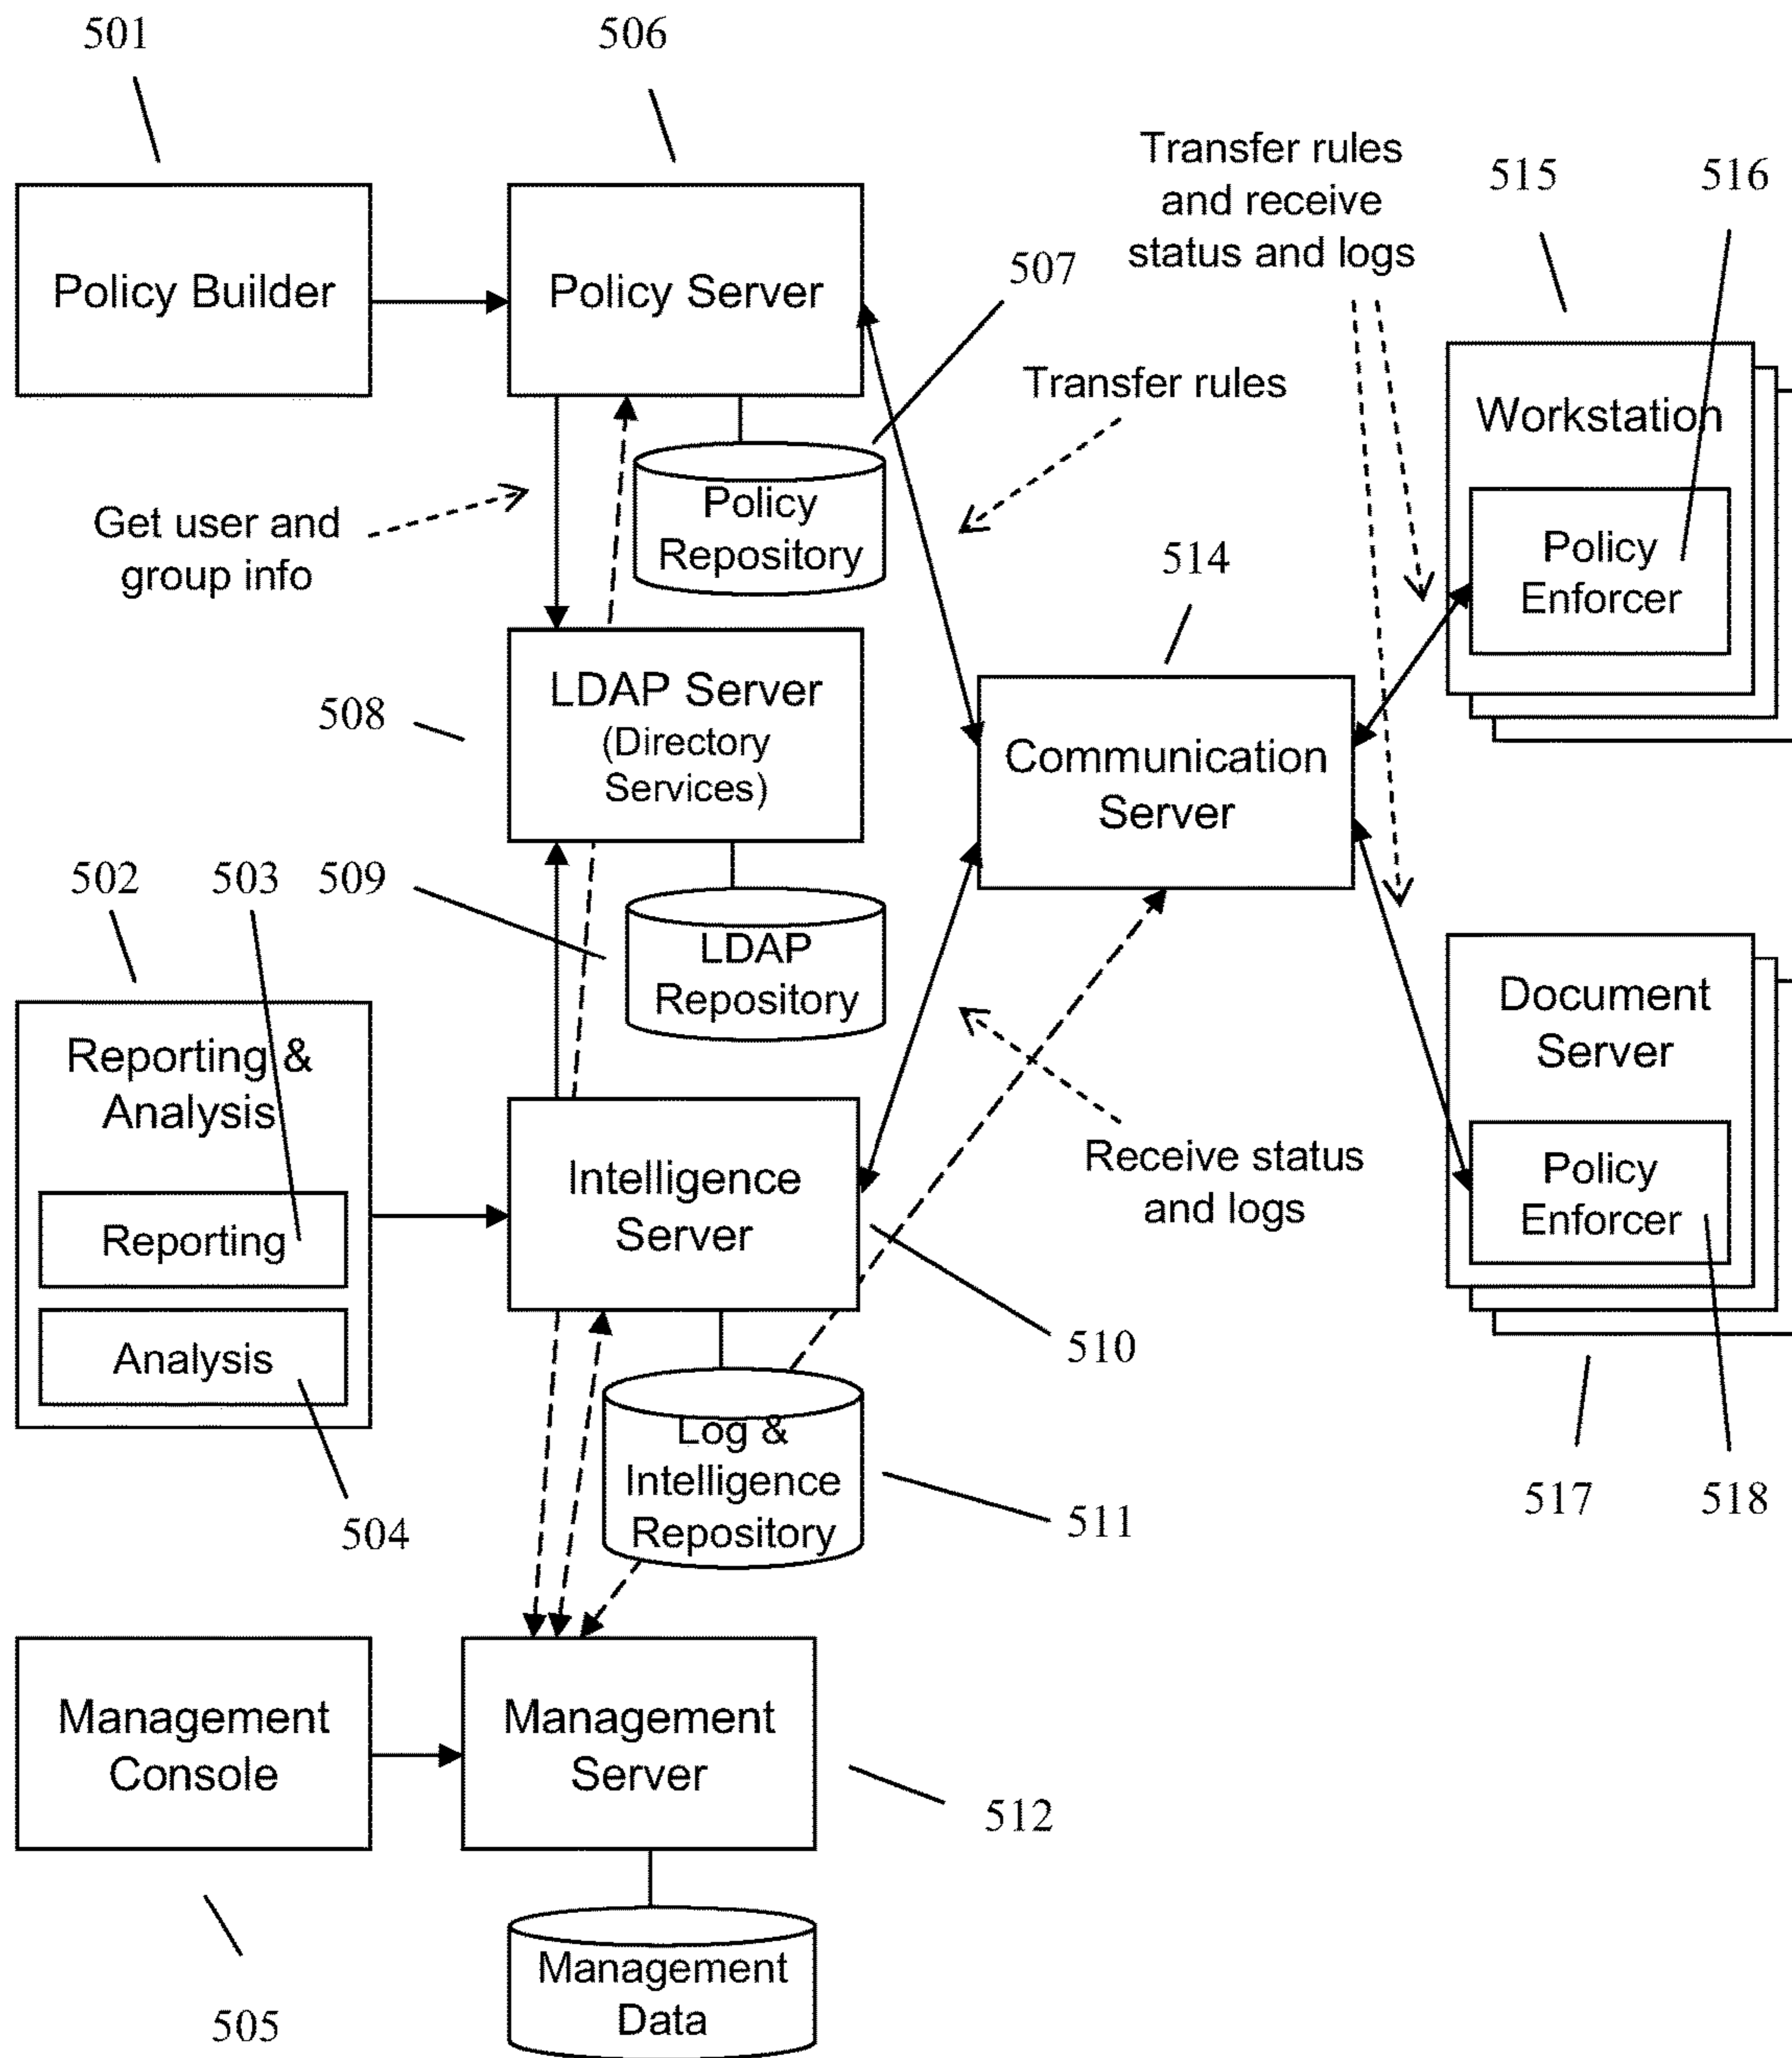 501
506
Transfer rules
and receive
status and logs
515
516
Policy Builder
Policy Server
507
Transfer rules
Workstation
Policy
Repository
Get user and
group info
514
Policy
Enforcer
LDAP Server
(Directory
Services)
508
Communication
Server
502
503
509
LDAP
Repository
Document
Server
Reporting &
Analysis
Intelligence
Server
Receive status
and logs
Policy
Enforcer
Reporting
Analysis
510
Log &
Intelligence
Repository
504
511
517
518
Management
Console
Management
Server
512
505
Management
Data